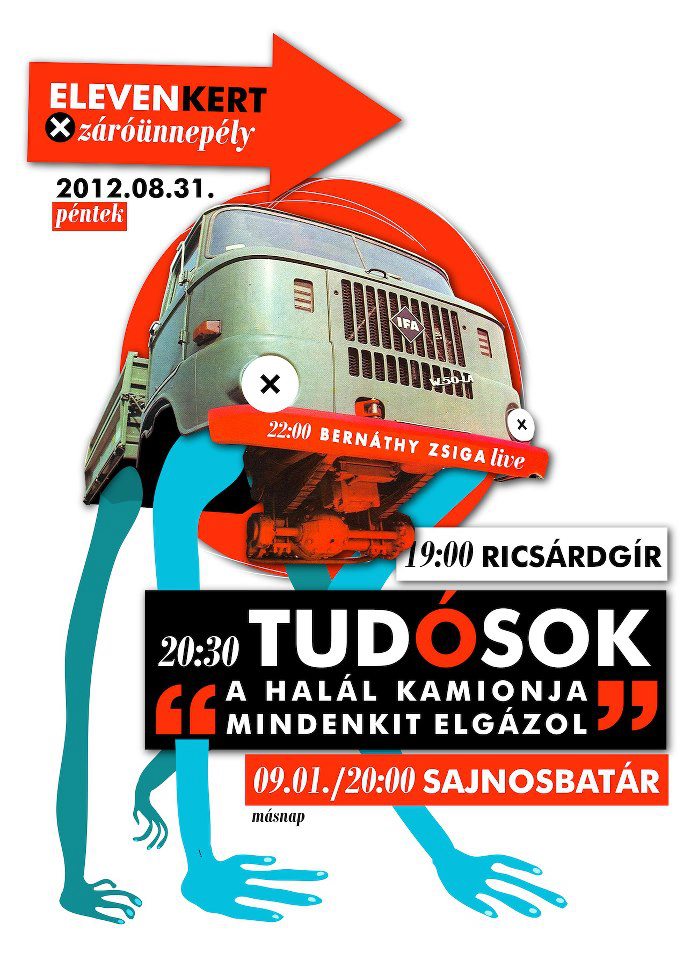 ELEVENKERT
x záróünnepély
2012.08.31.
péntek
IFA
W50LA
22:00 BERNÁTHY ZSIGA live
19:00 RICSÁRDGÍR
20:30 TUDÓSOK
“A HALÁL KAMIONJA
MINDENKIT ELGÁZOL”
09.01./20:00 SAJNOSBATÁR
másnap